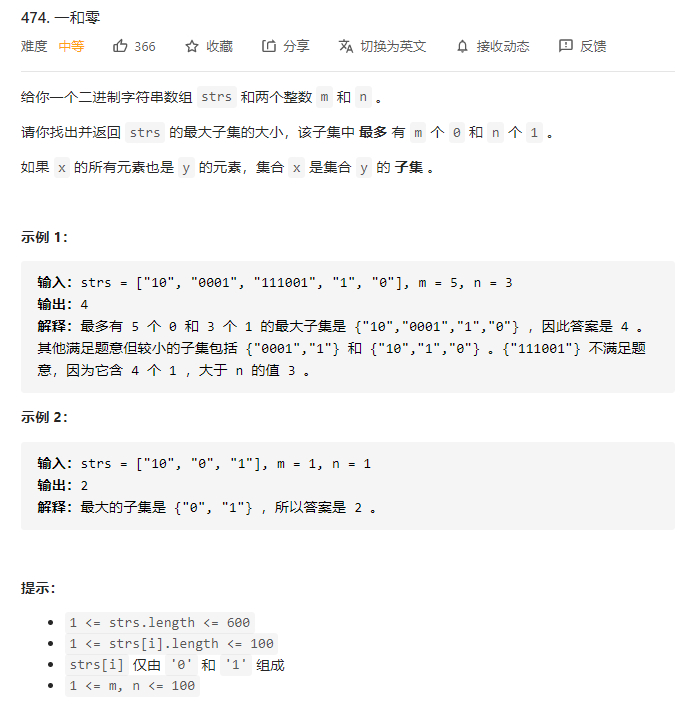 474. 一和零
难度 中等 366 收藏 分享 切换为英文 接收动态 反馈
给你一个二进制字符串数组 strs 和两个整数 m 和 n 。
请你找出并返回 strs 的最大子集的大小，该子集中 最多 有 m 个 0 和 n 个 1 。
如果 x 的所有元素也是 y 的元素，集合 x 是集合 y 的 子集 。
示例 1：
输入：strs = ["10", "0001", "111001", "1", "0"], m = 5, n = 3
输出：4
解释：最多有 5 个 0 和 3 个 1 的最大子集是 {"10","0001","1","0"} ，因此答案是 4 。
其他满足题意但较小的子集包括 {"0001","1"} 和 {"10","1","0"} 。{"111001"} 不满足题
意，因为它含 4 个 1 ，大于 n 的值 3 。
示例 2：
输入：strs = ["10", "0", "1"], m = 1, n = 1
输出：2
解释：最大的子集是 {"0", "1"} ，所以答案是 2 。
提示：
• 1 <= strs.length <= 600
• 1 <= strs[i].length <= 100
• strs[i] 仅由 '0' 和 '1' 组成
• 1 <= m, n <= 100